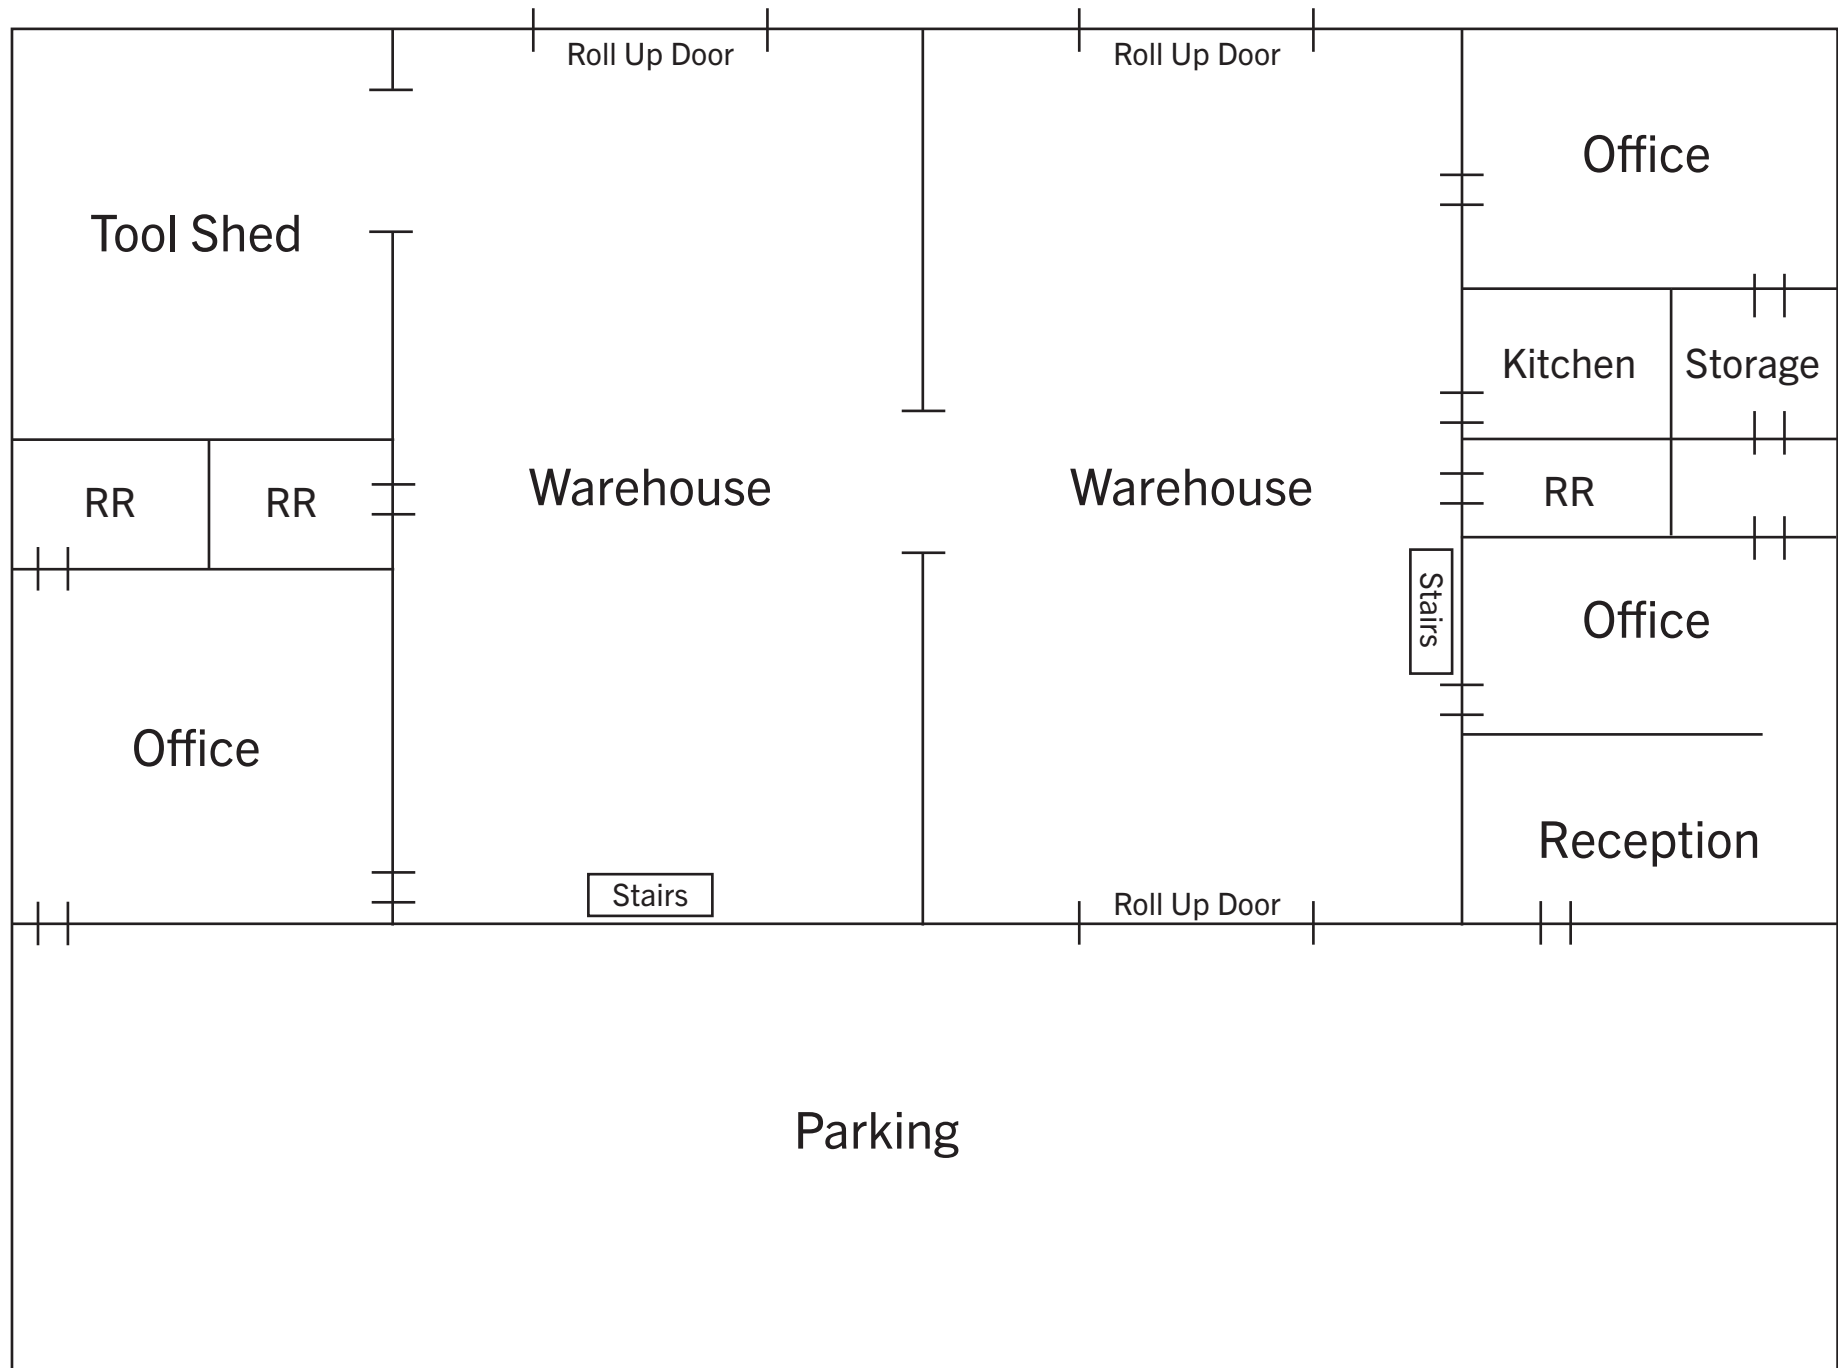 Roll Up Door
Roll Up Door
Office
Tool Shed
Kitchen
Storage
Warehouse
Warehouse
RR
RR
RR
Stairs
Office
Office
Reception
Stairs
Roll Up Door
Parking